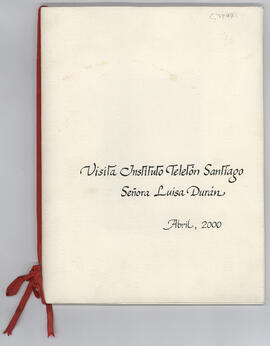 Visita Instituto Teletón Santiago
Señora Luisa Durán
Abril, 2000